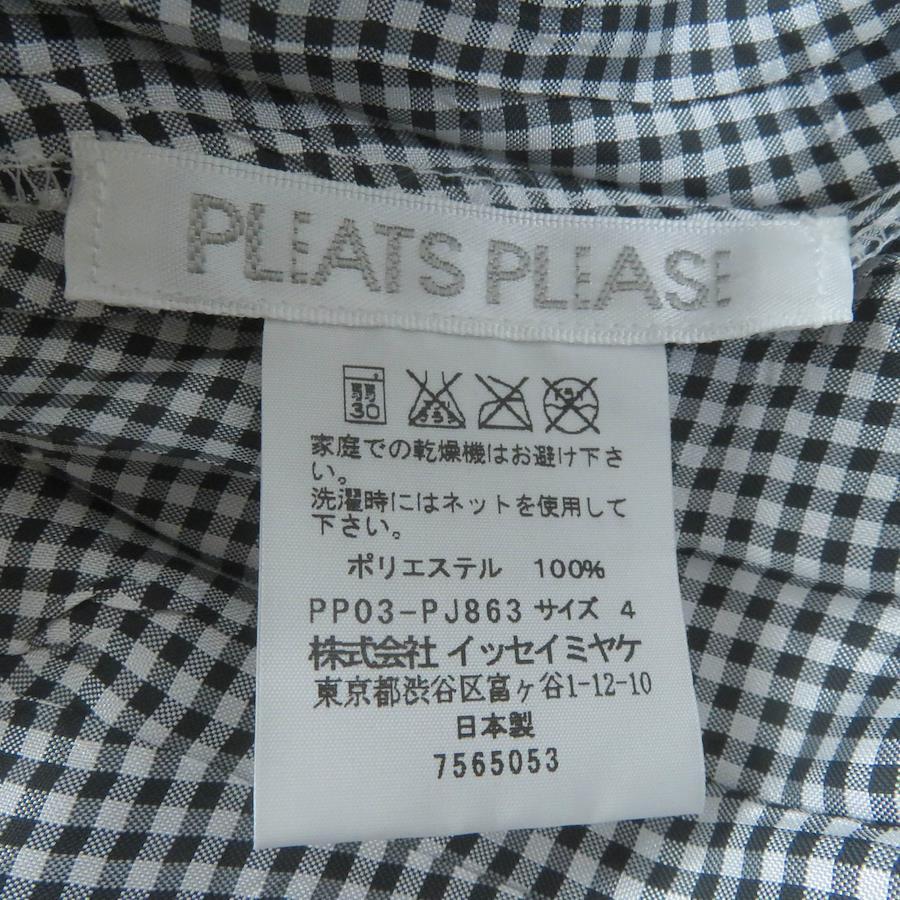 PLEATS PLEASE
弱
30
家庭での乾燥機はお避け下さ
い。
洗濯時にはネットを使用して
下さい。
ポリエステル 100%
PP03-PJ863 サイズ 4
株式会社 イッセイミヤケ
東京都渋谷区富ヶ谷1-12-10
日本製
7565053